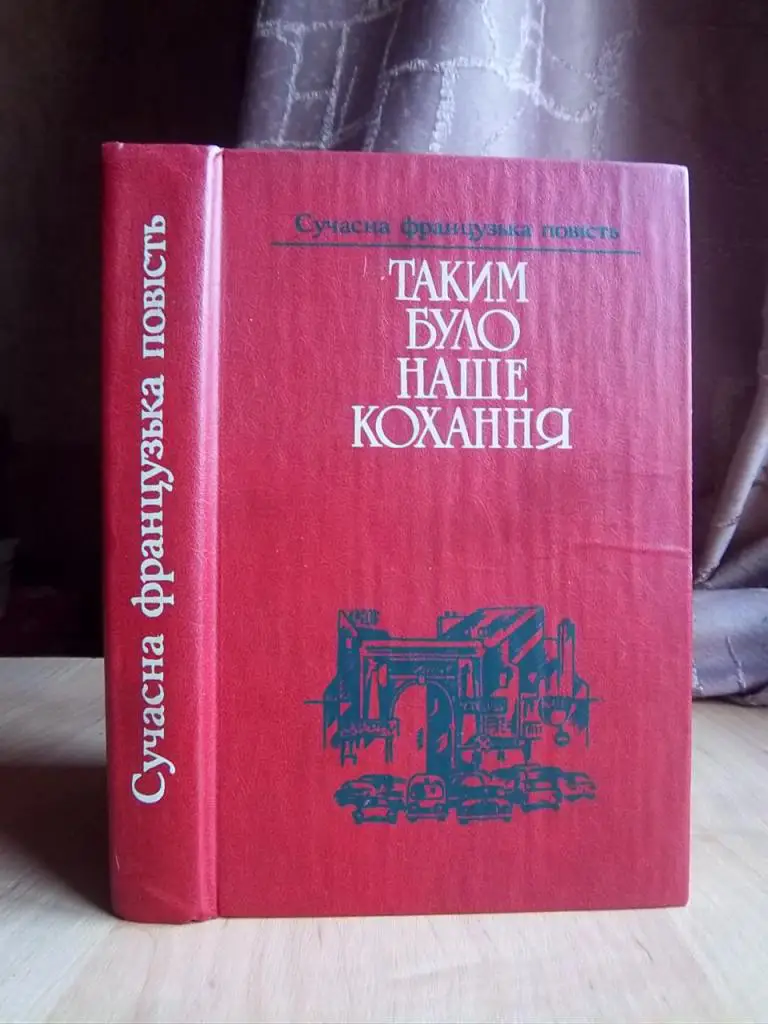 Сучасна французька повість
Сучасна французька повість
ТАКИМ
БУЛО
НАШЕ
КОХАННЯ